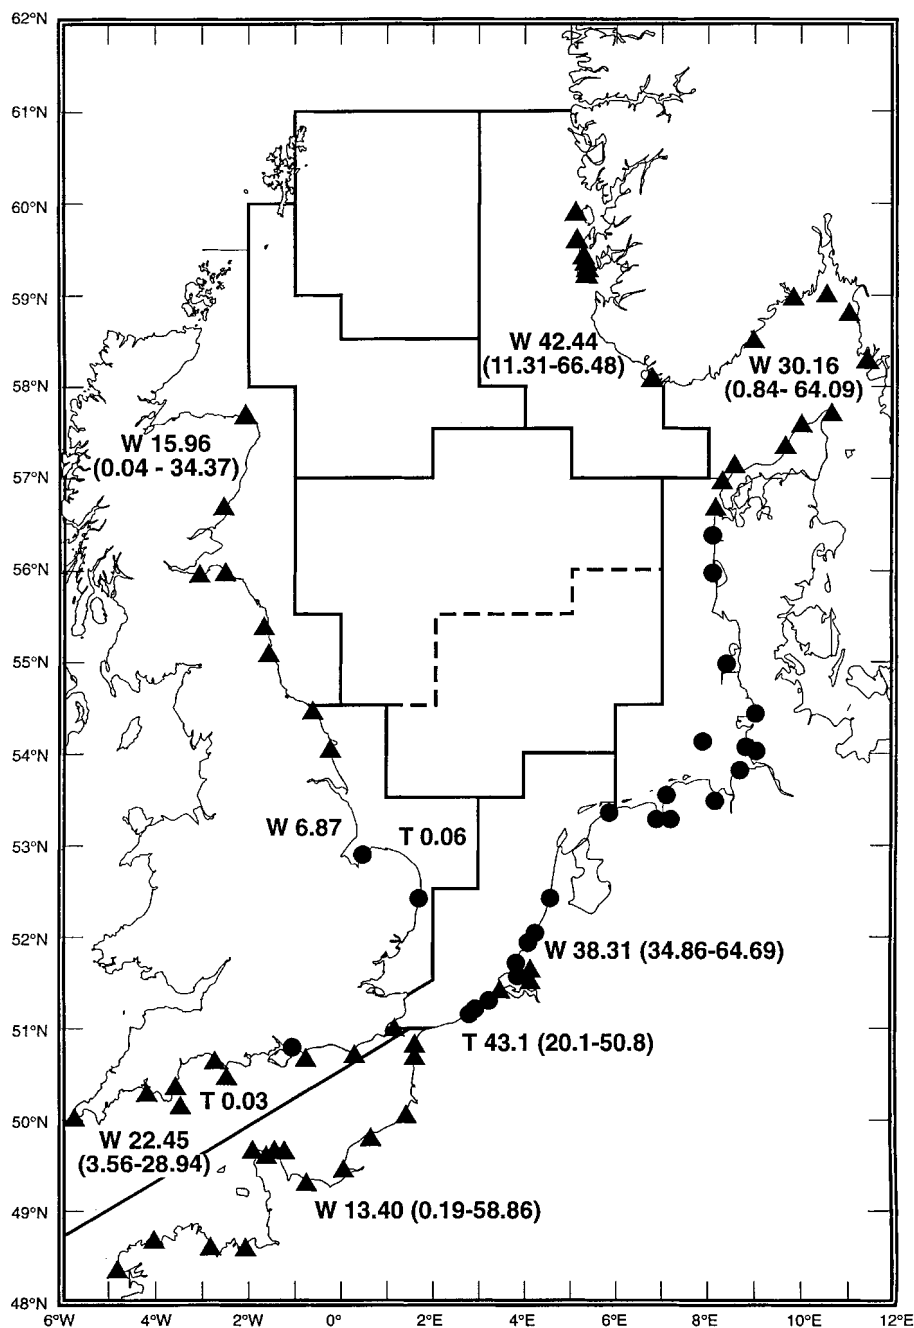 62°N
61°N
60°N
59°N
W 42.44
(11.31-66.48)
W 30.16
(0.84- 64.09)
58°N
W 15.96
(0.04 - 34.37)
57°N
56°N
55°N
54°N
W 6.87
T 0.06
53°N
52°N
W 38.31 (34.86-64.69)
51°N
T 43.1 (20.1-50.8)
T 0.03
50°N
W 22.45
(3.56-28.94)
W 13.40 (0.19-58.86)
49°N
48°N
6°W 4°W 2°W 0° 2°E 4°E 6°E 8°E 10°E 12°E